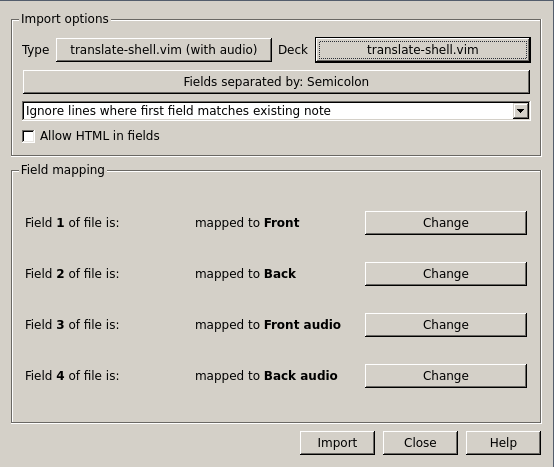 Import options
Type translate-shell.vim (with audio) Deck translate-shell.vim
Fields separated by: Semicolon
Ignore lines where first field matches existing note
Allow HTML in fields
Field mapping
Field 1 of file is: mapped to Front Change
Field 2 of file is: mapped to Back Change
Field 3 of file is: mapped to Front audio Change
Field 4 of file is: mapped to Back audio Change
Import Close Help